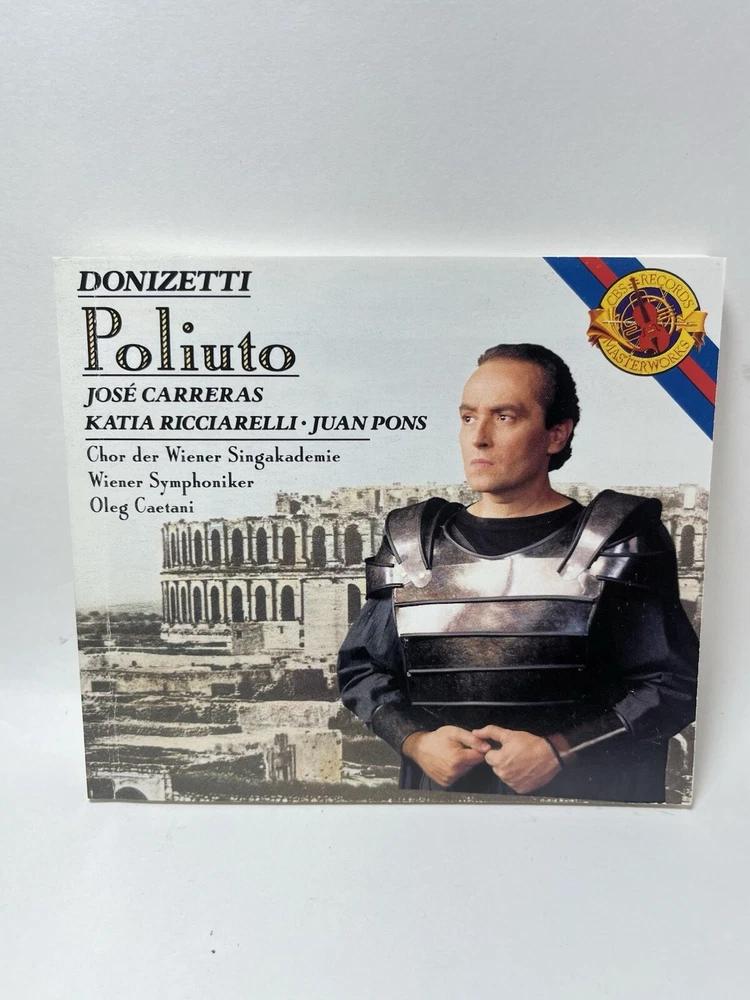 DONIZETTI
Poliuto
JOSÉ CARRERAS
KATIA RICCIARELLI · JUAN PONS
Chor der Wiener Singakademie
Wiener Symphoniker
Oleg Caetani
CBS RECORDS
MASTERWORKS